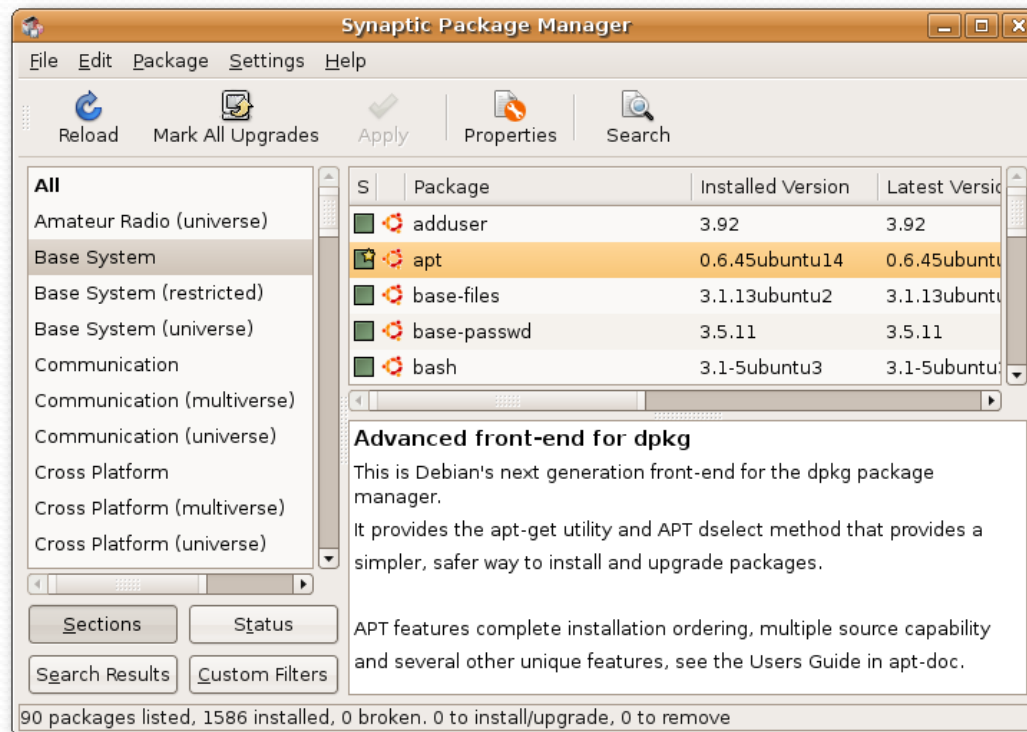 Synaptic Package Manager
File Edit Package Settings Help
Reload Mark All Upgrades Apply Properties Search
All
Amateur Radio (universe)
Base System
Base System (restricted)
Base System (universe)
Communication
Communication (multiverse)
Communication (universe)
Cross Platform
Cross Platform (multiverse)
Cross Platform (universe)
Sections Status
Search Results Custom Filters
S Package Installed Version Latest Versio
adduser 3.92 3.92
apt 0.6.45ubuntu14 0.6.45ubuntu
base-files 3.1.13ubuntu2 3.1.13ubuntu
base-passwd 3.5.11 3.5.11
bash 3.1-5ubuntu3 3.1-5ubuntu
Advanced front-end for dpkg
This is Debian's next generation front-end for the dpkg package
manager.
It provides the apt-get utility and APT dselect method that provides a
simpler, safer way to install and upgrade packages.
APT features complete installation ordering, multiple source capability
and several other unique features, see the Users Guide in apt-doc.
90 packages listed, 1586 installed, 0 broken. 0 to install/upgrade, 0 to remove